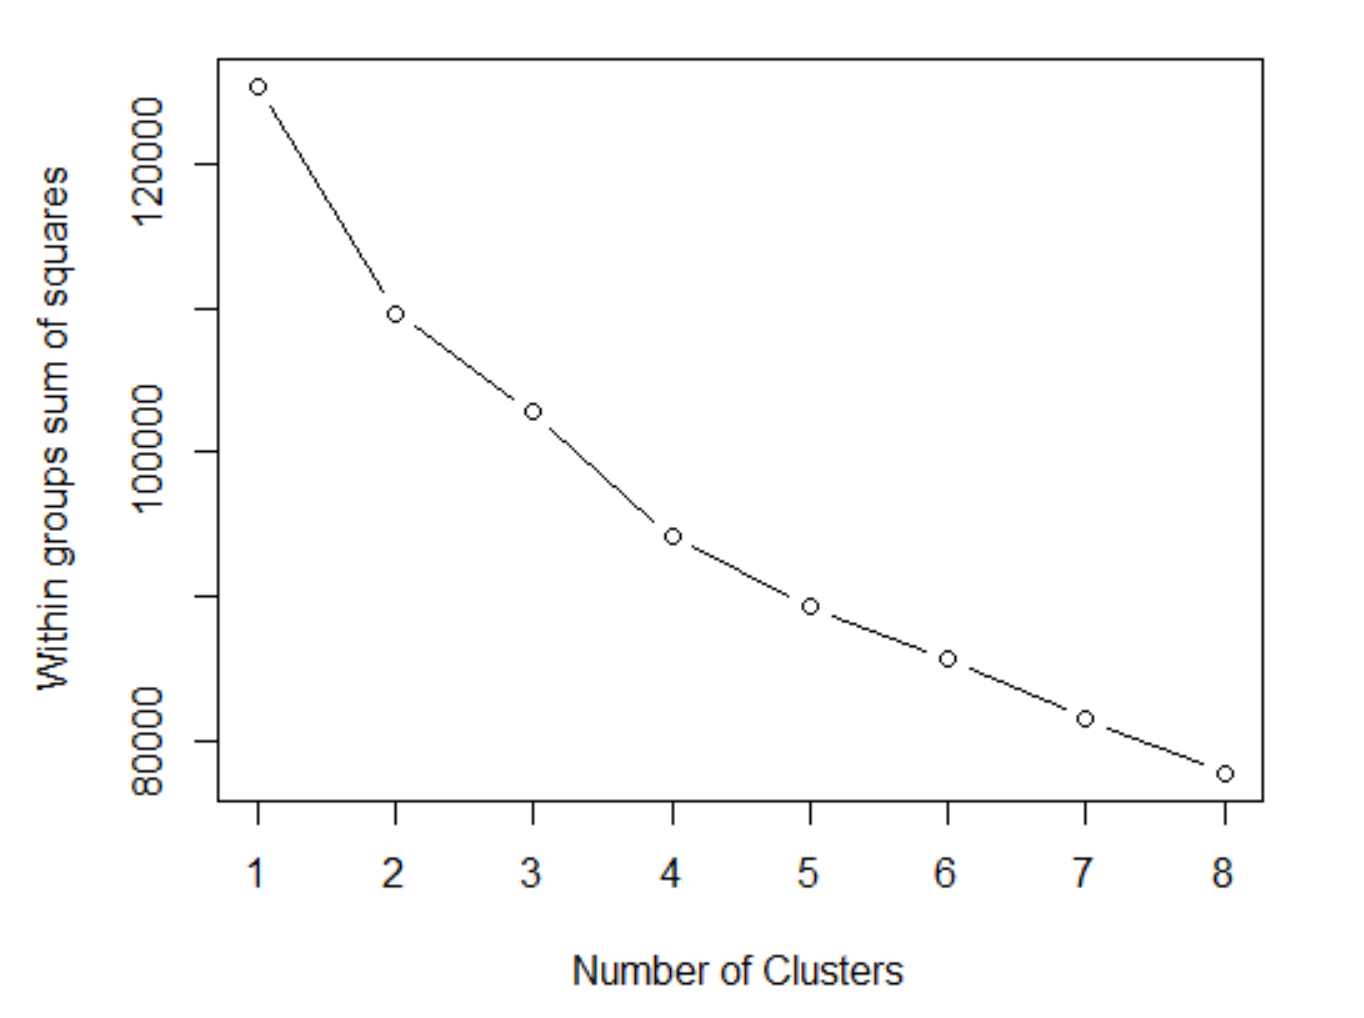 Within groups sum of squares
120000
100000
80000
1 2 3 4 5 6 7 8
Number of Clusters